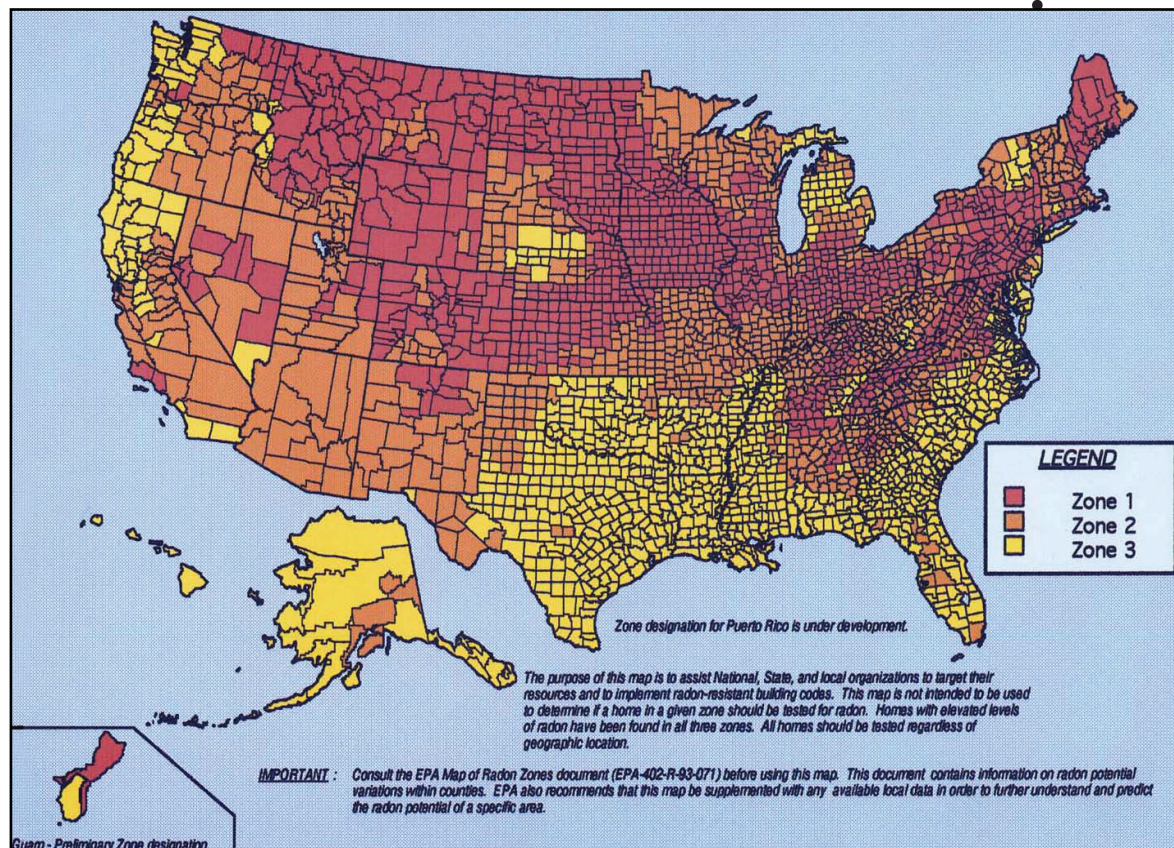 LEGEND
Zone 1
Zone 2
Zone 3
Zone designation for Puerto Rico is under development.
The purpose of this map is to assist National, State, and local organizations to target their
resources and to implement radon-resistant building codes. This map is not intended to be used
to determine if a home in a given zone should be tested for radon. Homes with elevated levels
of radon have been found in all three zones. All homes should be tested regardless of
geographic location.
IMPORTANT : Consult the EPA Map of Radon Zones document (EPA-402-R-93-071) before using this map. This document contains information on radon potential
variations within counties. EPA also recommends that this map be supplemented with any available local data in order to further understand and predict
the radon potential of a specific area.
Guam - Preliminary Zone designation.